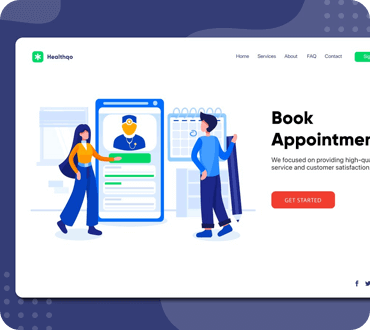 Healthqo
Home Services About FAQ Contact
Book
Appointmen
We focused on providing high-qua
service and customer satisfaction
GET STARTED